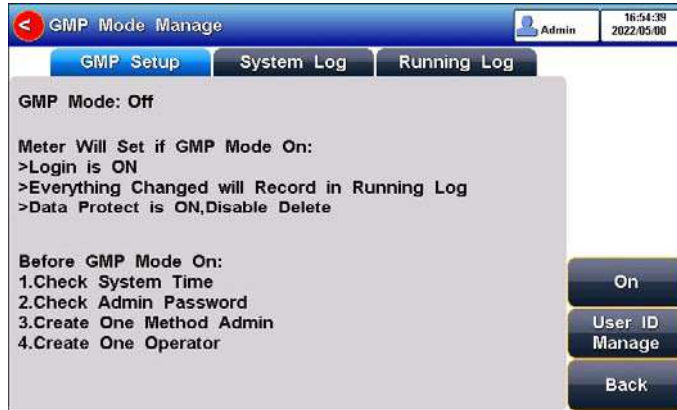 <
GMP Mode Manage
Admin
16:54:39
2022/05/00
GMP Setup
System Log
Running Log
GMP Mode: Off
Meter Will Set if GMP Mode On:
>Login is ON
>Everything Changed will Record in Running Log
>Data Protect is ON,Disable Delete
Before GMP Mode On:
1.Check System Time
2.Check Admin Password
3.Create One Method Admin
4.Create One Operator
On
User ID
Manage
Back